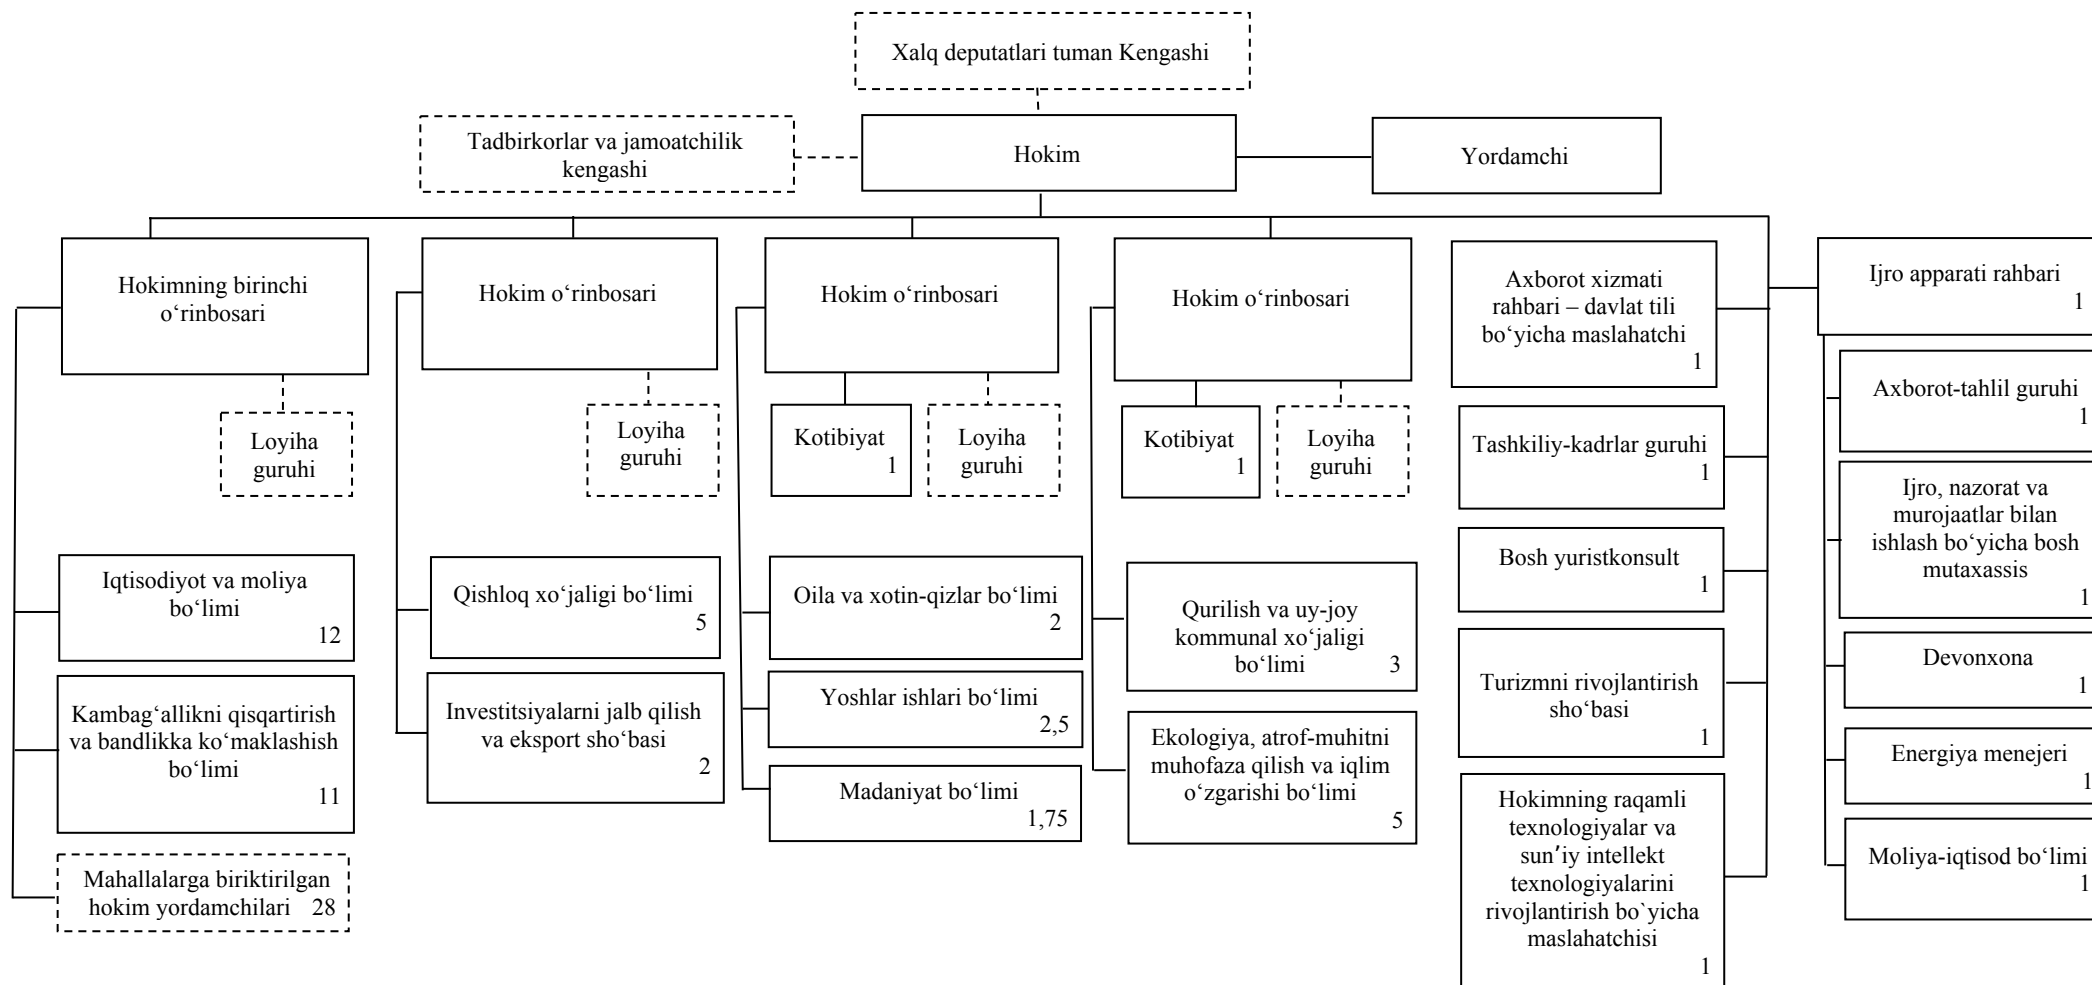 Xalq deputatlari tuman Kengashi
Tadbirkorlar va jamoatchilik
kengashi
Hokim
Yordamchi
Hokimning birinchi
o‘rinbosari
Loyiha
guruhi
Iqtisodiyot va moliya
bo‘limi
12
Kambag‘allikni qisqartirish
va bandlikka ko‘maklashish
bo‘limi
11
Mahallalarga biriktirilgan
hokim yordamchilari 28
Hokim o‘rinbosari
Loyiha
guruhi
Qishloq xo‘jaligi bo‘limi
5
Investitsiyalarni jalb qilish
va eksport sho‘basi
2
Hokim o‘rinbosari
Kotibiyat
1
Loyiha
guruhi
Oila va xotin-qizlar bo‘limi
2
Yoshlar ishlari bo‘limi
2,5
Madaniyat bo‘limi
1,75
Hokim o‘rinbosari
Kotibiyat
1
Loyiha
guruhi
Qurilish va uy-joy
kommunal xo‘jaligi
bo‘limi 3
Ekologiya, atrof-muhitni
muhofaza qilish va iqlim
o‘zgarishi bo‘limi
5
Axborot xizmati
rahbari – davlat tili
bo‘yicha maslahatchi
1
Tashkiliy-kadrlar guruhi
1
Bosh yuristkonsult
1
Turizmni rivojlantirish
sho‘basi
1
Hokimning raqamli
texnologiyalar va
sun’iy intellekt
texnologiyalarini
rivojlantirish bo`yicha
maslahatchisi
1
Ijro apparati rahbari
1
Axborot-tahlil guruhi
1
Ijro, nazorat va
murojaatlar bilan
ishlash bo‘yicha bosh
mutaxassis
1
Devonxona
1
Energiya menejeri
1
Moliya-iqtisod bo‘limi
1